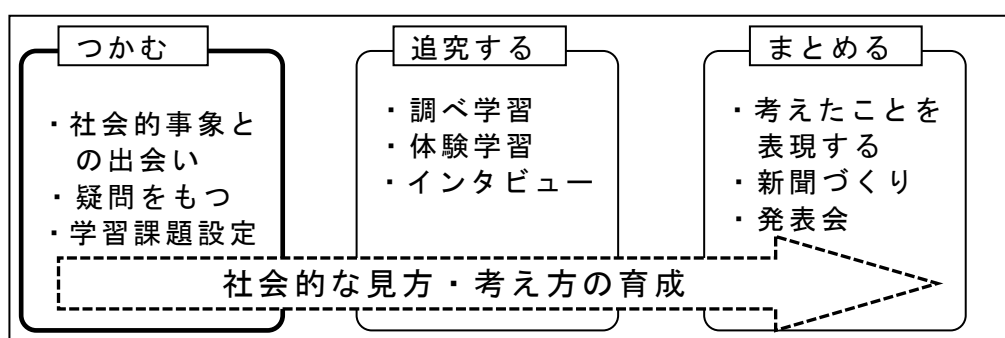 つかむ
・社会的事象と
の出会い
・疑問をもつ
・学習課題設定
追究する
・調べ学習
・体験学習
・インタビュー
まとめる
・考えたことを
表現する
・新聞づくり
・発表会
社会的な見方・考え方の育成